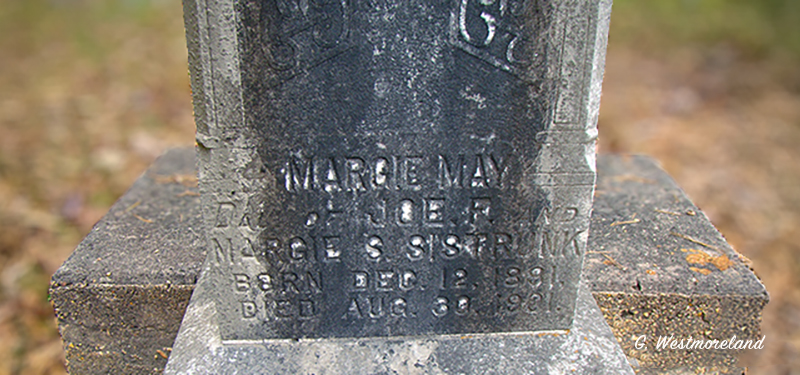 MARGIE MAY
DAU OF JOE. F. AND
MARGIE S. SISTRUNK
BORN DEC. 12, 1891.
DIED AUG. 30, 1901.
G. Westmoreland